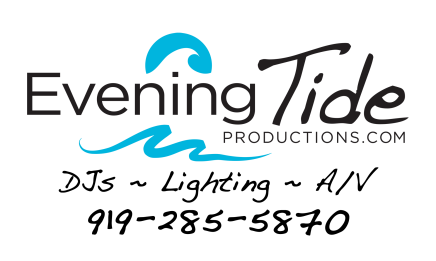 Evening Tide
PRODUCTIONS.COM
DJs ~ Lighting ~ A/V
919-285-5870